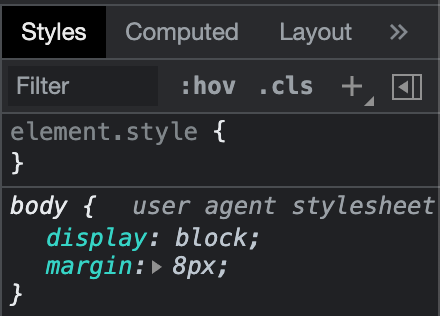 Styles Computed Layout »
Filter :hov .cls +
element.style {
}
body { user agent stylesheet
display: block;
margin:▸ 8px;
}